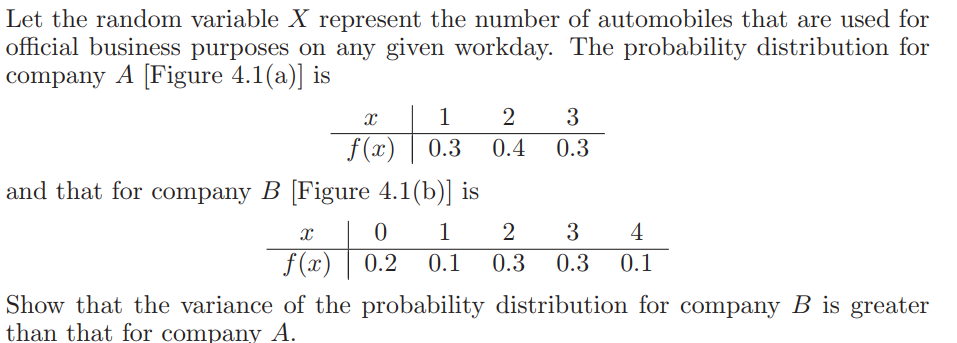 Let the random variable X represent the number of automobiles that are used for
official business purposes on any given workday. The probability distribution for
company A [Figure 4.1(a)] is
x 1 2 3
f(x) 0.3 0.4 0.3
and that for company B [Figure 4.1(b)] is
x 0 1 2 3 4
f(x) 0.2 0.1 0.3 0.3 0.1
Show that the variance of the probability distribution for company B is greater
than that for company A.